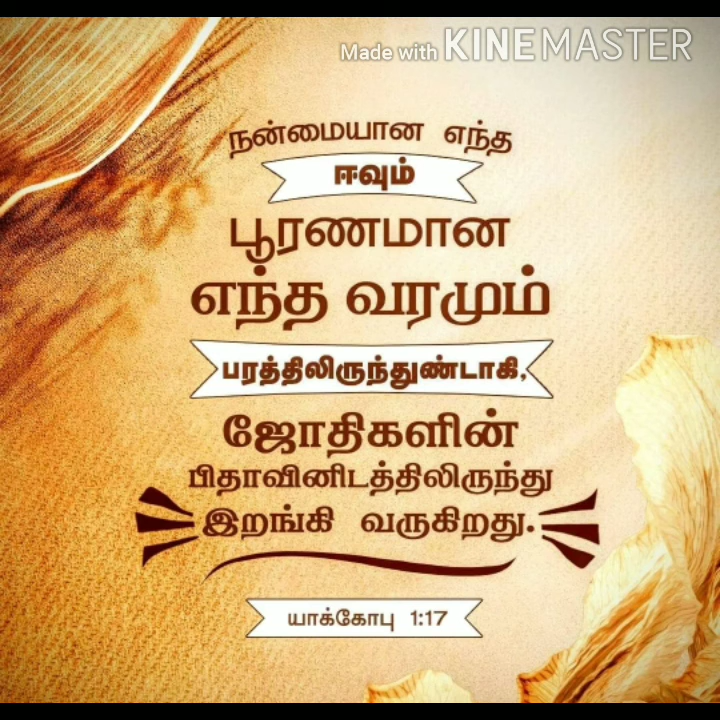 Made with KINEMASTER
நன்மையான எந்த
ஈவும்
பூரணமான
எந்த வரமும்
பரத்திலிருந்துண்டாகி,
ஜோதிகளின்
பிதாவினிடத்திலிருந்து
இறங்கி வருகிறது.
யாக்கோபு 1:17